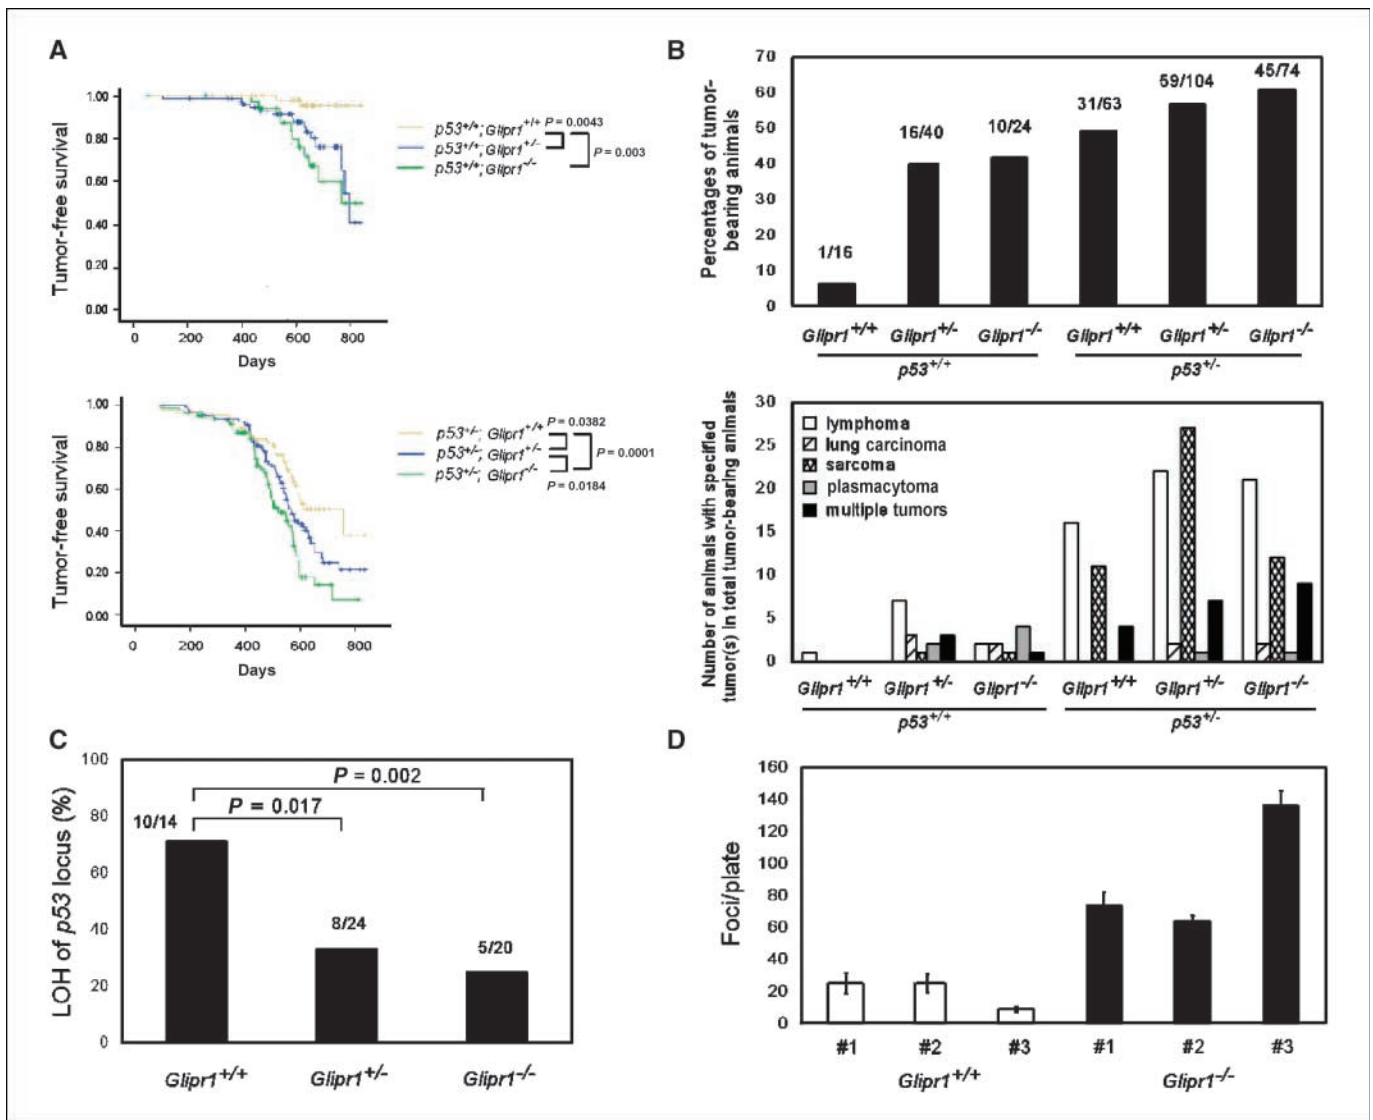 A
1.00
0.80
0.60
0.40
0.20
0.00
Tumor-free survival
0 200 400 600 800
Days
p53+/+; Glipr1+/+ P = 0.0043
p53+/+; Glipr1+/-
p53+/+; Glipr1-/-
P = 0.003
1.00
0.80
0.60
0.40
0.20
0.00
Tumor-free survival
0 200 400 600 800
Days
p53+/-; Glipr1+/+ P = 0.0382
p53+/-; Glipr1+/-
p53+/-; Glipr1-/-
P = 0.0001
P = 0.0184
B
70
60
50
40
30
20
10
0
Percentages of tumor-
bearing animals
1/16 16/40 10/24 31/63 59/104 45/74
Glipr1+/+ Glipr1+/- Glipr1-/- Glipr1+/+ Glipr1+/- Glipr1-/-
p53+/+ p53+/-
30
25
20
15
10
5
0
Number of animals with specified
tumor(s) in total tumor-bearing animals
lymphoma
lung carcinoma
sarcoma
plasmacytoma
multiple tumors
Glipr1+/+ Glipr1+/- Glipr1-/- Glipr1+/+ Glipr1+/- Glipr1-/-
p53+/+ p53+/-
C
100
80
60
40
20
0
LOH of p53 locus (%)
P = 0.002
P = 0.017
10/14
8/24
5/20
Glipr1+/+ Glipr1+/- Glipr1-/-
D
160
140
120
100
80
60
40
20
0
Foci/plate
#1 #2 #3 #1 #2 #3
Glipr1+/+ Glipr1-/-